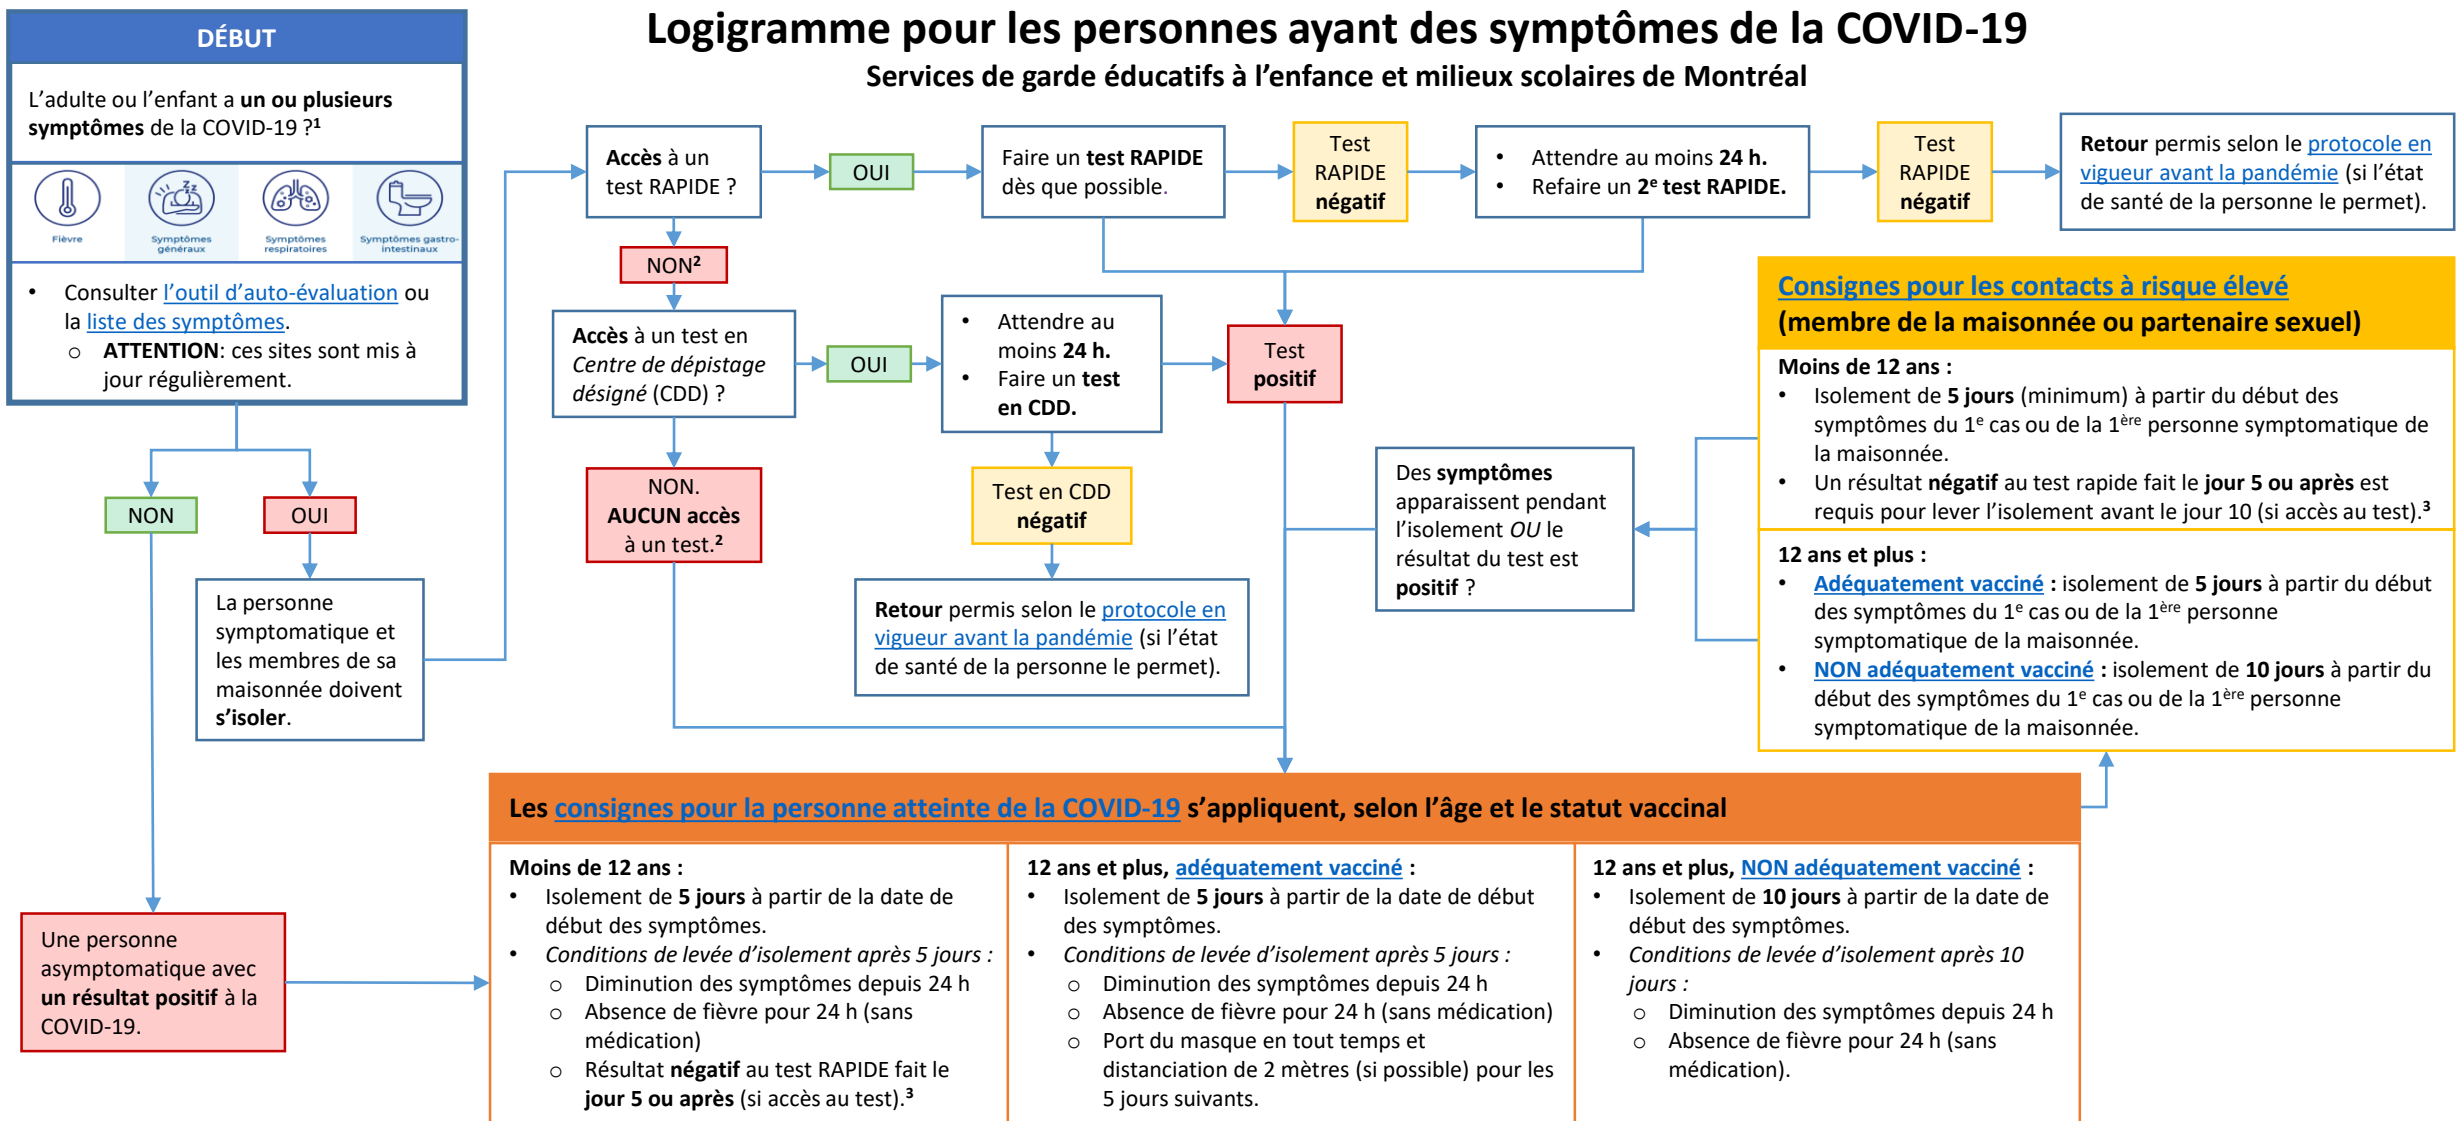 Logigramme pour les personnes ayant des symptômes de la COVID-19
Services de garde éducatifs à l’enfance et milieux scolaires de Montréal
DÉBUT
L’adulte ou l’enfant a un ou plusieurs
symptômes de la COVID-19 ?¹
Fièvre
Symptômes
généraux
Symptômes
respiratoires
Symptômes gastro-
intestinaux
• Consulter l’outil d’auto-évaluation ou
la liste des symptômes.
o ATTENTION: ces sites sont mis à
jour régulièrement.
NON
OUI
La personne
symptomatique et
les membres de sa
maisonnée doivent
s’isoler.
Une personne
asymptomatique avec
un résultat positif à la
COVID-19.
Accès à un
test RAPIDE ?
OUI
Faire un test RAPIDE
dès que possible.
Test
RAPIDE
négatif
• Attendre au moins 24 h.
• Refaire un 2ᵉ test RAPIDE.
Test
RAPIDE
négatif
Retour permis selon le protocole en
vigueur avant la pandémie (si l’état
de santé de la personne le permet).
NON²
Accès à un test en
Centre de dépistage
désigné (CDD) ?
OUI
• Attendre au
moins 24 h.
• Faire un test
en CDD.
Test
positif
NON.
AUCUN accès
à un test.²
Test en CDD
négatif
Retour permis selon le protocole en
vigueur avant la pandémie (si l’état
de santé de la personne le permet).
Des symptômes
apparaissent pendant
l’isolement OU le
résultat du test est
positif ?
Consignes pour les contacts à risque élevé
(membre de la maisonnée ou partenaire sexuel)
Moins de 12 ans :
• Isolement de 5 jours (minimum) à partir du début des
symptômes du 1ᵉ cas ou de la 1ᵉ̀ʳᵉ personne symptomatique de
la maisonnée.
• Un résultat négatif au test rapide fait le jour 5 ou après est
requis pour lever l’isolement avant le jour 10 (si accès au test).³
12 ans et plus :
• Adéquatement vacciné : isolement de 5 jours à partir du début
des symptômes du 1ᵉ cas ou de la 1ᵉ̀ʳᵉ personne
symptomatique de la maisonnée.
• NON adéquatement vacciné : isolement de 10 jours à partir du
début des symptômes du 1ᵉ cas ou de la 1ᵉ̀ʳᵉ personne
symptomatique de la maisonnée.
Les consignes pour la personne atteinte de la COVID-19 s’appliquent, selon l’âge et le statut vaccinal
Moins de 12 ans :
• Isolement de 5 jours à partir de la date de
début des symptômes.
• Conditions de levée d’isolement après 5 jours :
o Diminution des symptômes depuis 24 h
o Absence de fièvre pour 24 h (sans
médication)
o Résultat négatif au test RAPIDE fait le
jour 5 ou après (si accès au test).³
12 ans et plus, adéquatement vacciné :
• Isolement de 5 jours à partir de la date de début
des symptômes.
• Conditions de levée d’isolement après 5 jours :
o Diminution des symptômes depuis 24 h
o Absence de fièvre pour 24 h (sans médication)
o Port du masque en tout temps et
distanciation de 2 mètres (si possible) pour les
5 jours suivants.
12 ans et plus, NON adéquatement vacciné :
• Isolement de 10 jours à partir de la date de
début des symptômes.
• Conditions de levée d’isolement après 10
jours :
o Diminution des symptômes depuis 24 h
o Absence de fièvre pour 24 h (sans
médication).